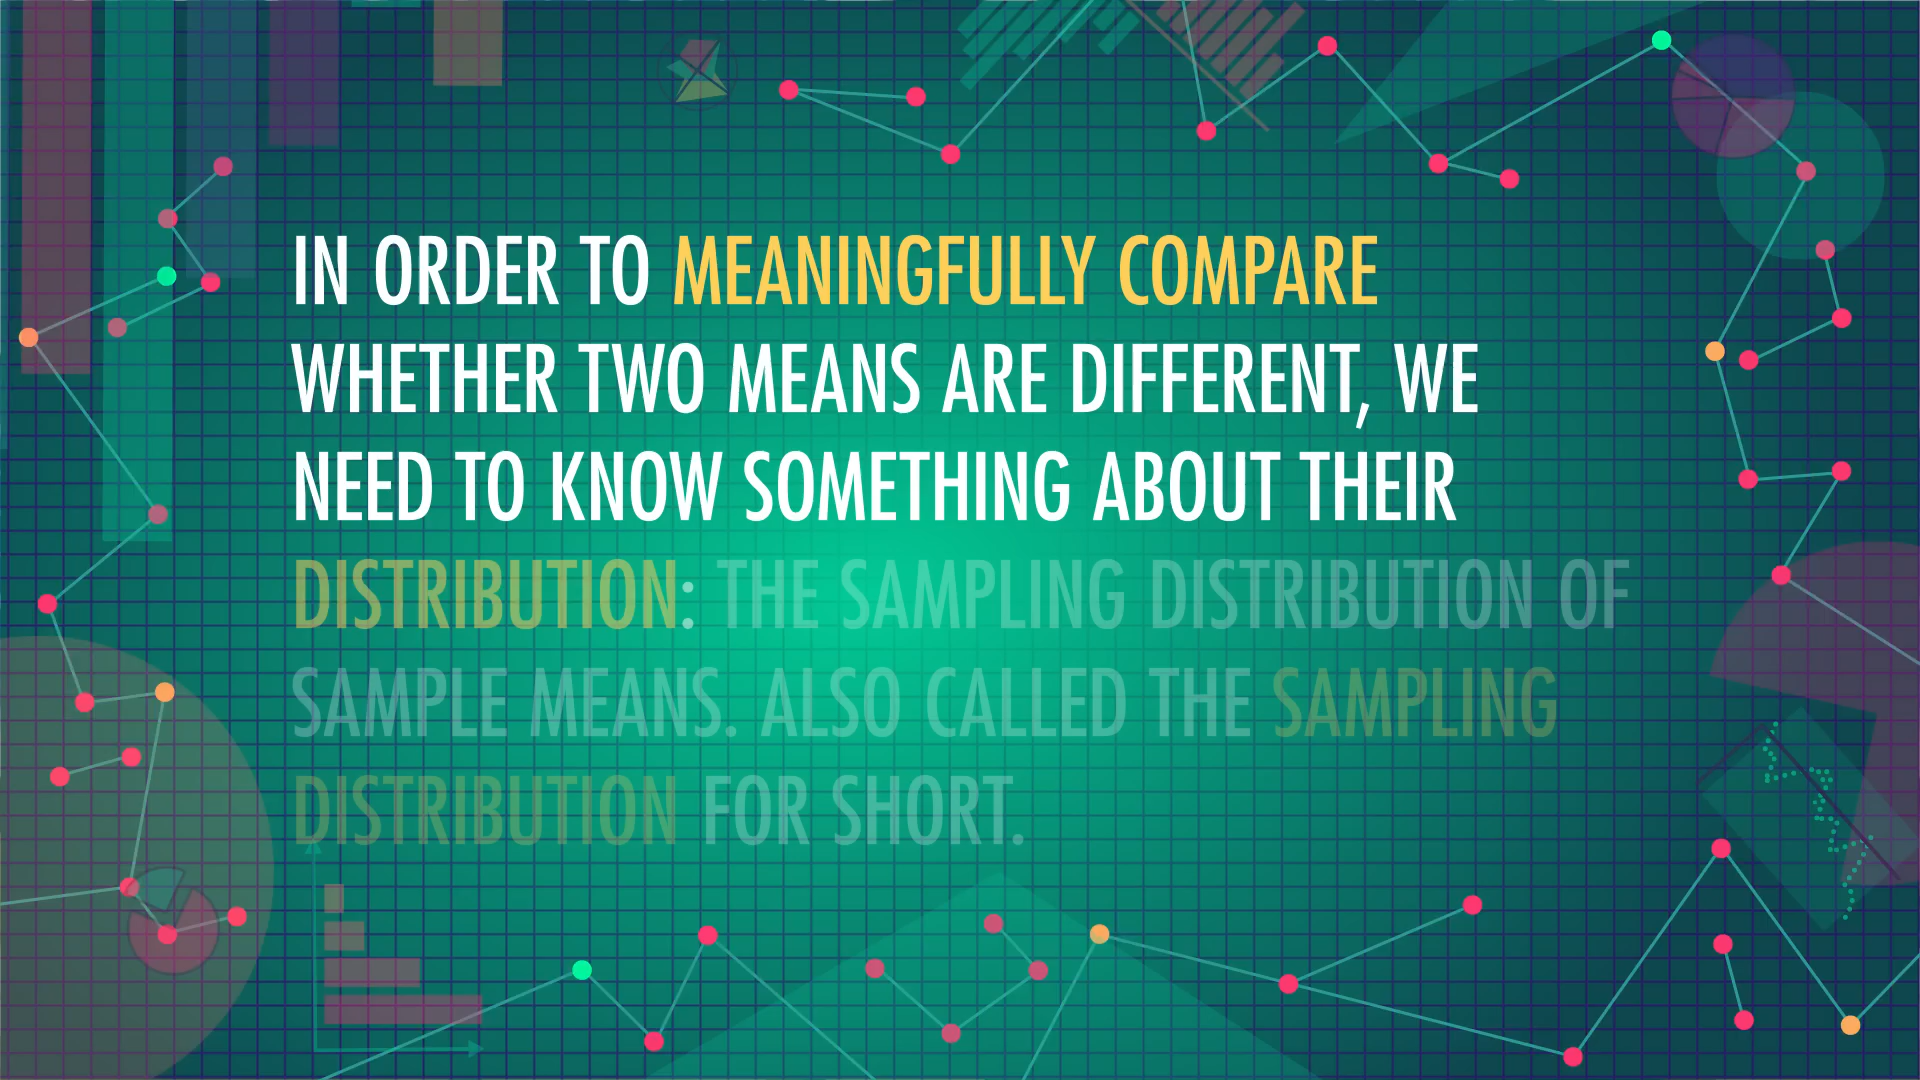 IN ORDER TO MEANINGFULLY COMPARE
WHETHER TWO MEANS ARE DIFFERENT, WE
NEED TO KNOW SOMETHING ABOUT THEIR
DISTRIBUTION: THE SAMPLING DISTRIBUTION OF
SAMPLE MEANS. ALSO CALLED THE SAMPLING
DISTRIBUTION FOR SHORT.